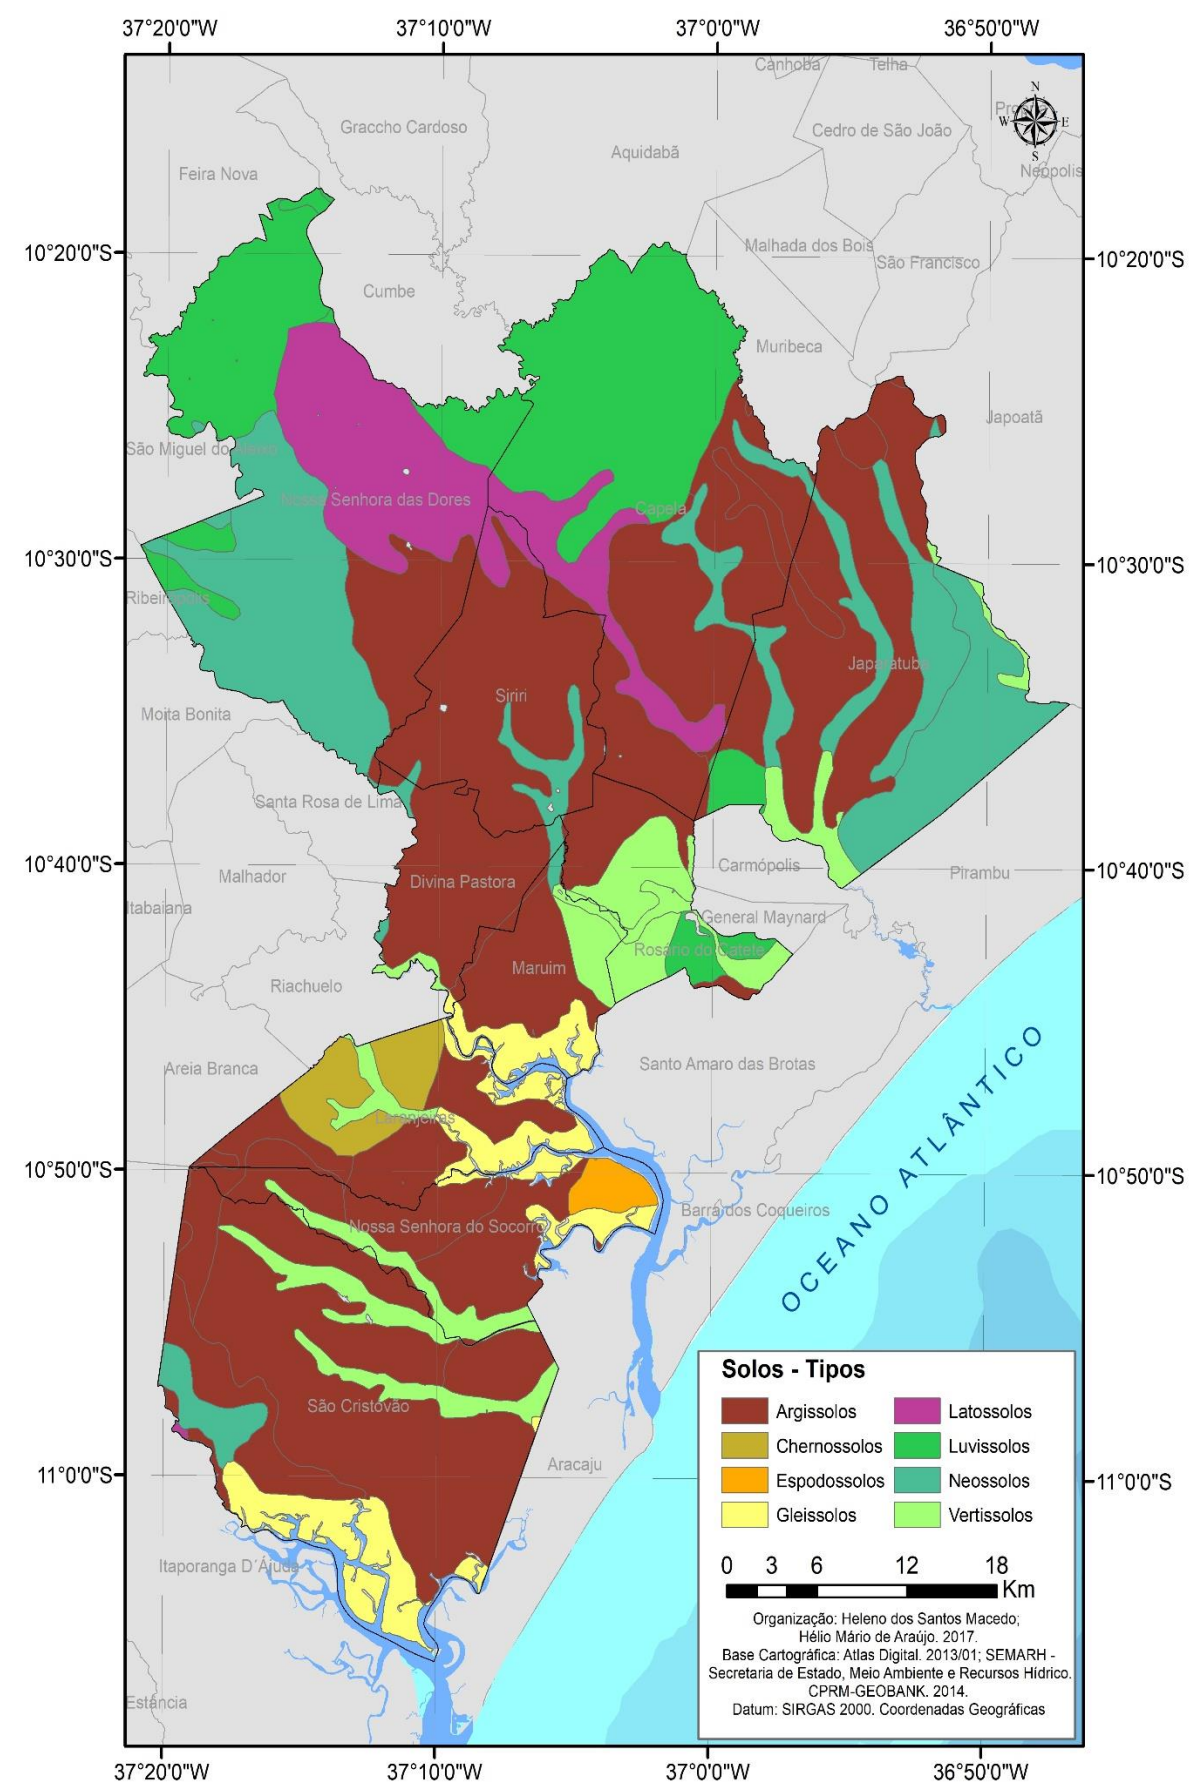 37°20'0"W 37°10'0"W 37°0'0"W 36°50'0"W
Canhoba
Telha
N
W E
S
Graccho Cardoso
Cedro de São João
Aquidabã
Feira Nova
Neópolis
Malhada dos Bois
10°20'0"S
10°20'0"S
São Francisco
Cumbe
Muribeca
Japoatã
São Miguel do Aleixo
Nossa Senhora das Dores
Capela
10°30'0"S
10°30'0"S
Ribeirópolis
Japaratuba
Siriri
Moita Bonita
Santa Rosa de Lima
10°40'0"S
10°40'0"S
Carmópolis
Pirambu
Malhador
Divina Pastora
Itabaiana
General Maynard
Rosário do Catete
Maruim
Riachuelo
Santo Amaro das Brotas
Areia Branca
OCEANO ATLÂNTICO
Laranjeiras
10°50'0"S
10°50'0"S
Barra dos Coqueiros
Nossa Senhora do Socorro
São Cristovão
Aracaju
11°0'0"S
11°0'0"S
Itaporanga D´Ájuda
Estância
Solos - Tipos
Argissolos
Chernossolos
Espodossolos
Gleissolos
Latossolos
Luvissolos
Neossolos
Vertissolos
0 3 6 12 18
Km
Organização: Heleno dos Santos Macedo;
Hélio Mário de Araújo. 2017.
Base Cartográfica: Atlas Digital. 2013/01; SEMARH -
Secretaria de Estado, Meio Ambiente e Recursos Hídrico.
CPRM-GEOBANK. 2014.
Datum: SIRGAS 2000. Coordenadas Geográficas
37°20'0"W 37°10'0"W 37°0'0"W 36°50'0"W